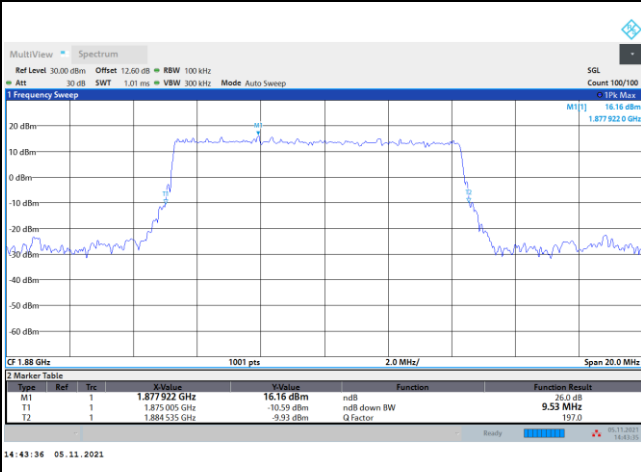 MultiView Spectrum
Ref Level 30.00 dBm Offset 12.60 dB RBW 100 kHz SGL
Att 30 dB SWT 1.01 ms VBW 300 kHz Mode Auto Sweep Count 100/100
1 Frequency Sweep 1Pk Max
M1[1] 16.16 dBm
1.877 922 0 GHz
M1
20 dBm
10 dBm
0 dBm
T1 T2
-10 dBm
-20 dBm
-30 dBm
-40 dBm
-50 dBm
-60 dBm
CF 1.88 GHz 1001 pts 2.0 MHz/ Span 20.0 MHz
2 Marker Table
Type Ref Trc X-Value Y-Value Function Function Result
M1 1 1.877 922 GHz 16.16 dBm ndB 26.0 dB
T1 1 1.875 005 GHz -10.59 dBm ndB down BW 9.53 MHz
T2 1 1.884 535 GHz -9.93 dBm Q Factor 197.0
Ready 05.11.2021
14:43:35
14:43:36 05.11.2021